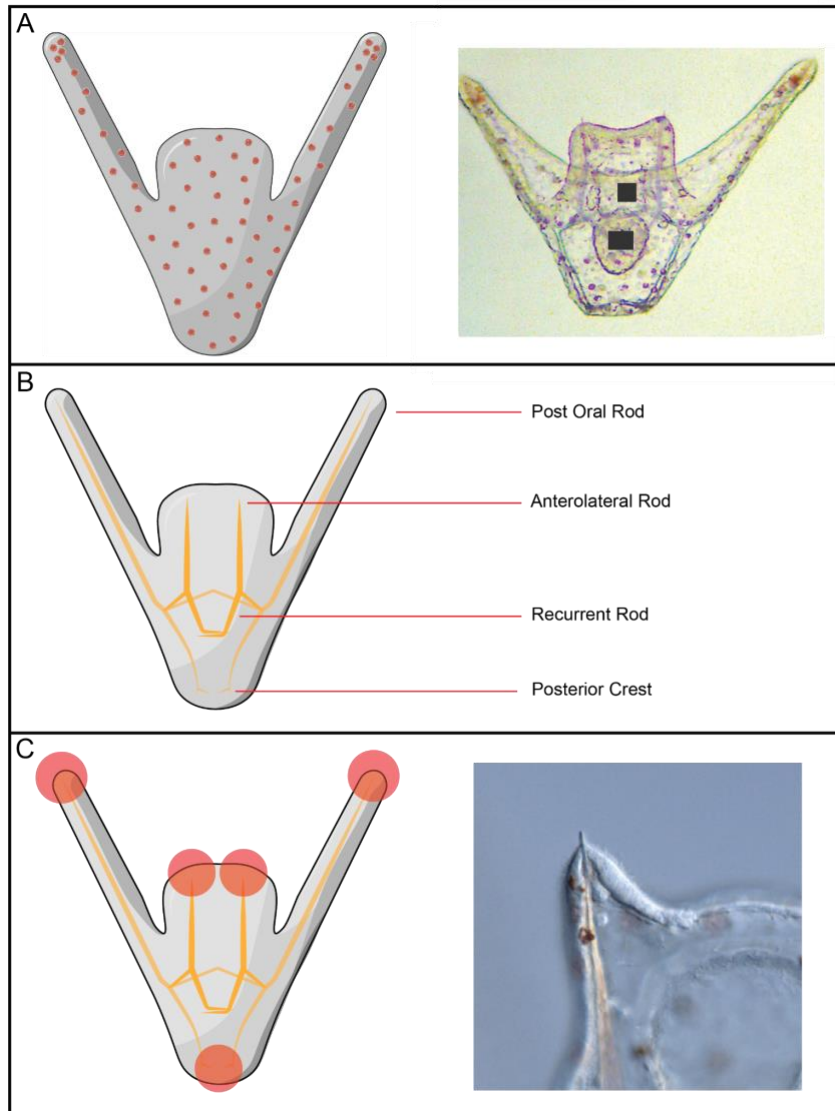 A
B
Post Oral Rod
Anterolateral Rod
Recurrent Rod
Posterior Crest
C